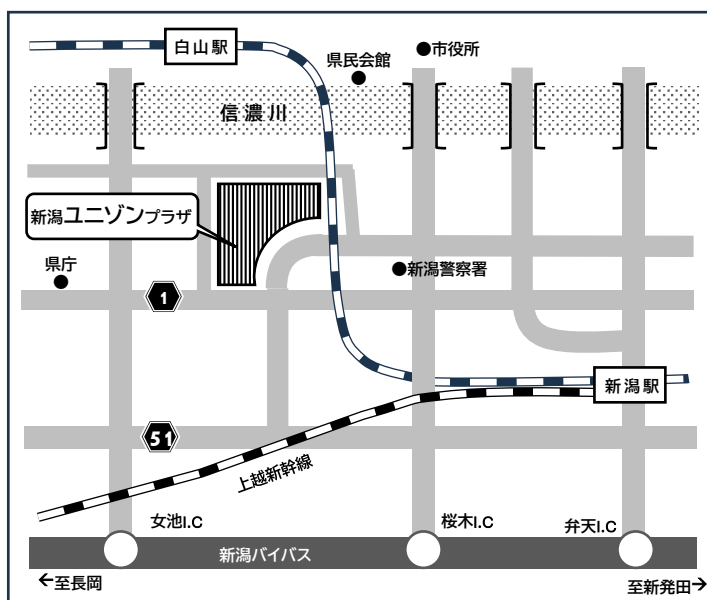 白山駅
県民会館
市役所
信濃川
新潟ユニゾンプラザ
県庁
新潟警察署
1
新潟駅
51
上越新幹線
女池I.C
桜木I.C
弁天I.C
新潟バイパス
←至長岡
至新発田→